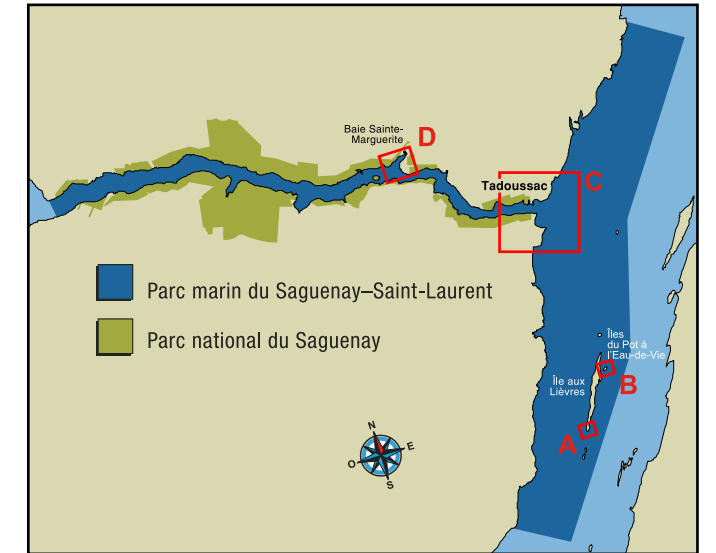 Baie Sainte-
Marguerite
D
Tadoussac
C
Parc marin du Saguenay–Saint-Laurent
Parc national du Saguenay
Îles
du Pot à
l'Eau-de-Vie
B
Île aux
Lièvres
A
N
E
O
S